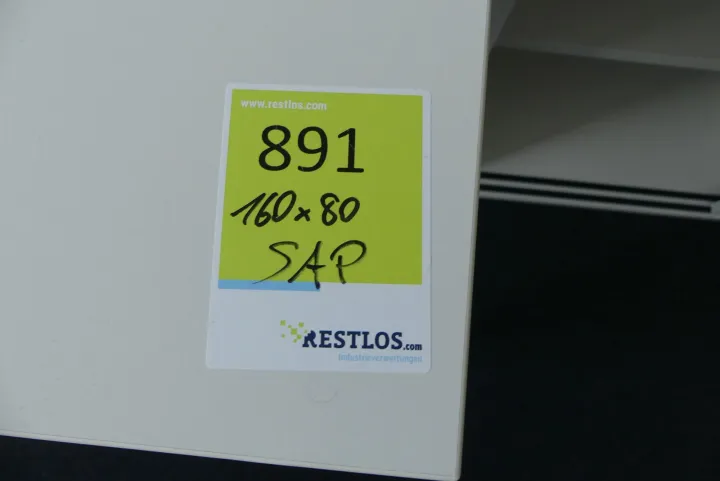 www.restlos.com
891
160x80
SAP
RESTLOS.com
industrieverwertungen